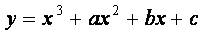 y = x³ + ax² + bx + c